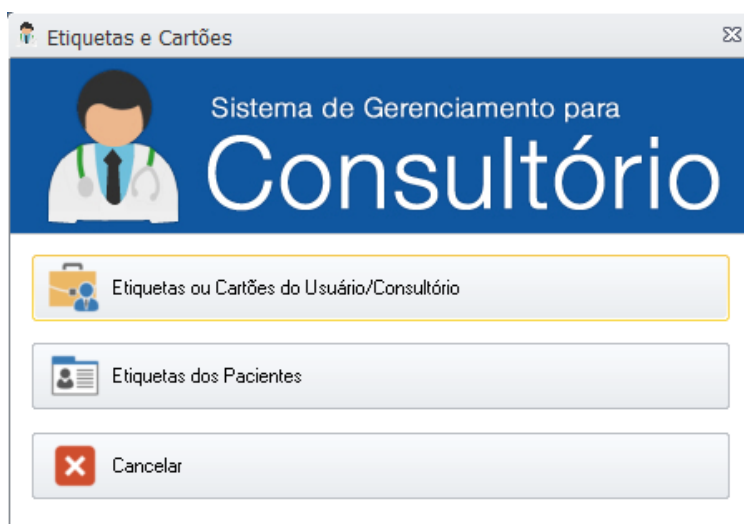 Etiquetas e Cartões
Sistema de Gerenciamento para
Consultório
Etiquetas ou Cartões do Usuário/Consultório
Etiquetas dos Pacientes
Cancelar